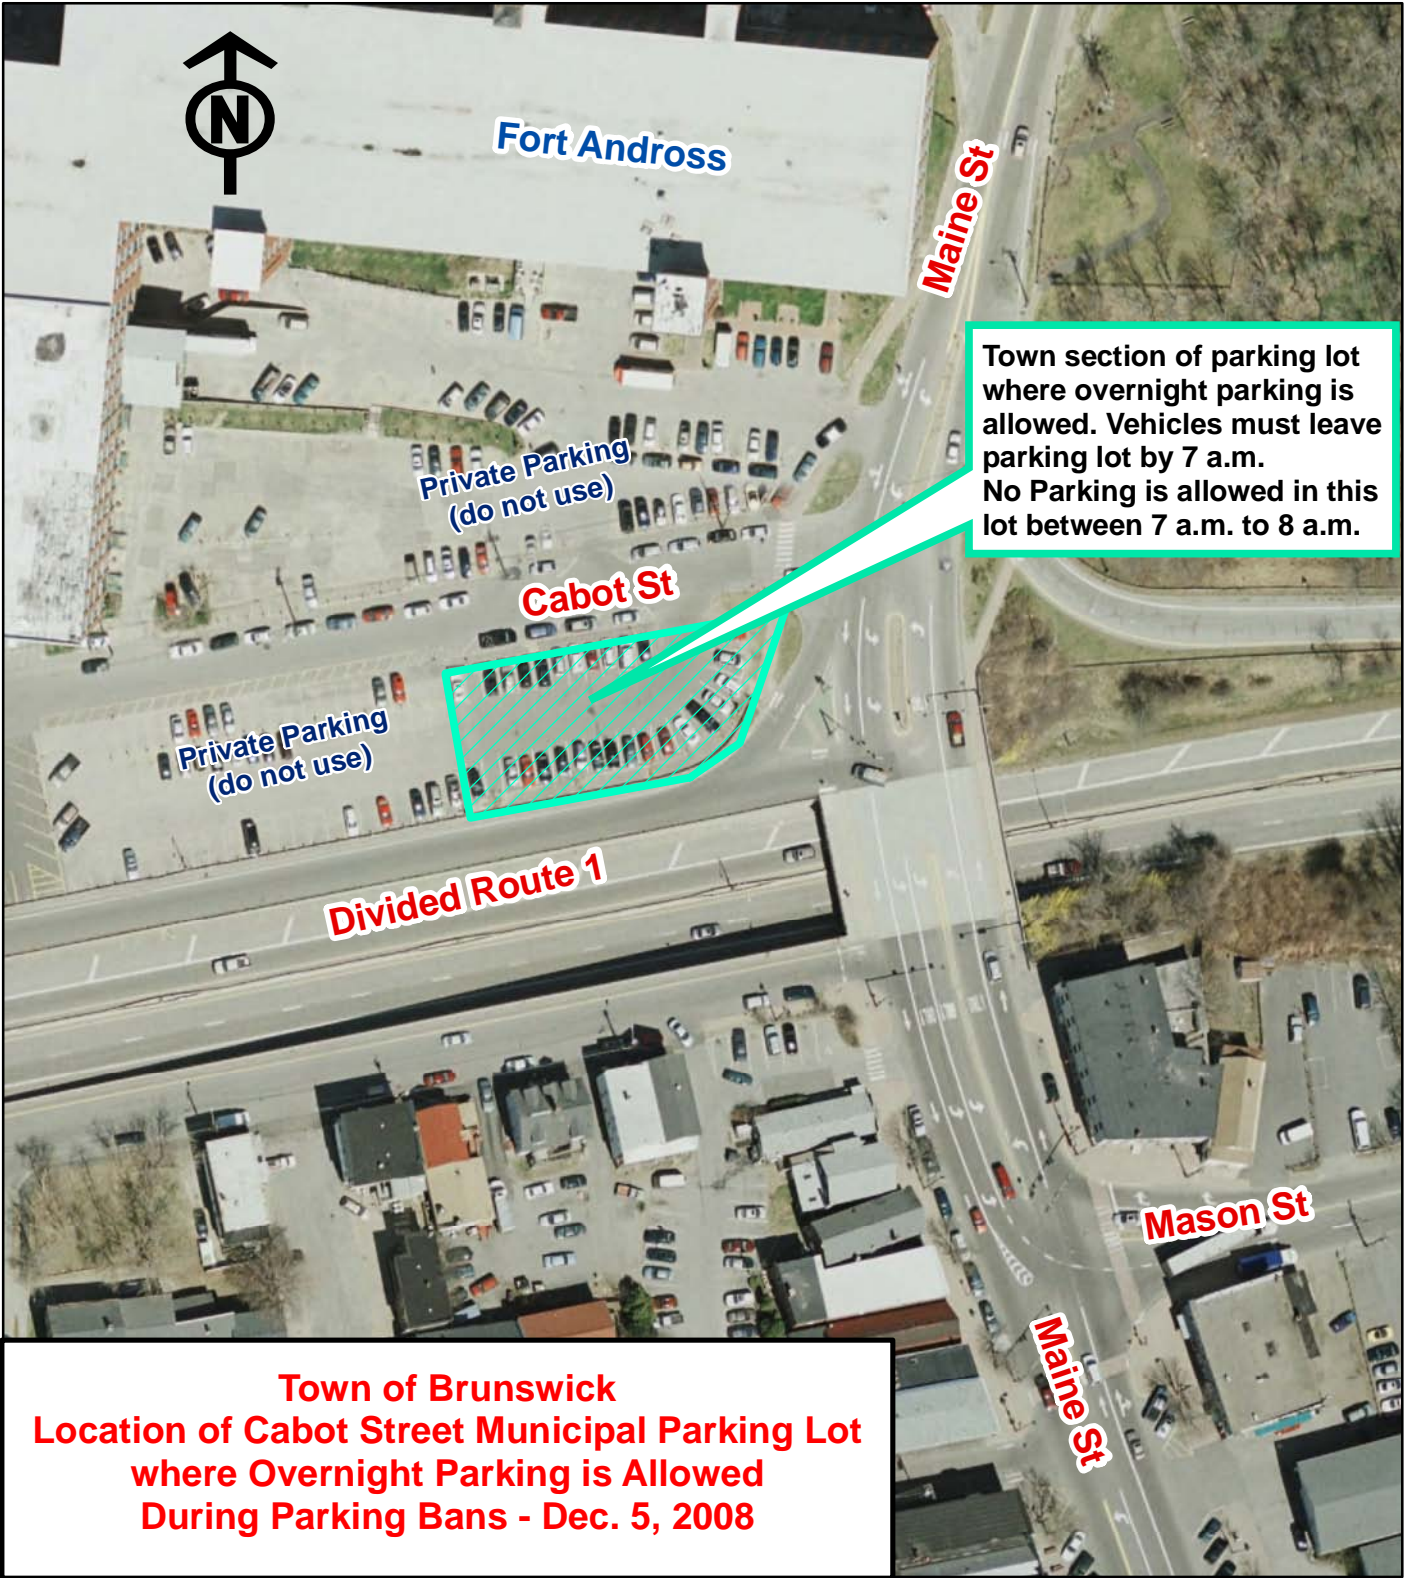 N
Fort Andross
Maine St
Town section of parking lot
where overnight parking is
allowed. Vehicles must leave
parking lot by 7 a.m.
No Parking is allowed in this
lot between 7 a.m. to 8 a.m.
Private Parking
(do not use)
Cabot St
Private Parking
(do not use)
Divided Route 1
Mason St
Maine St
Town of Brunswick
Location of Cabot Street Municipal Parking Lot
where Overnight Parking is Allowed
During Parking Bans - Dec. 5, 2008